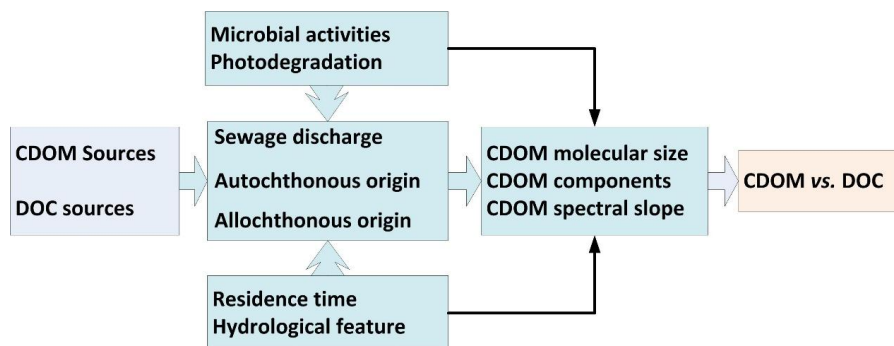 Microbial activities
Photodegradation
CDOM Sources
DOC sources
Sewage discharge
Autochthonous origin
Allochthonous origin
CDOM molecular size
CDOM components
CDOM spectral slope
CDOM vs. DOC
Residence time
Hydrological feature